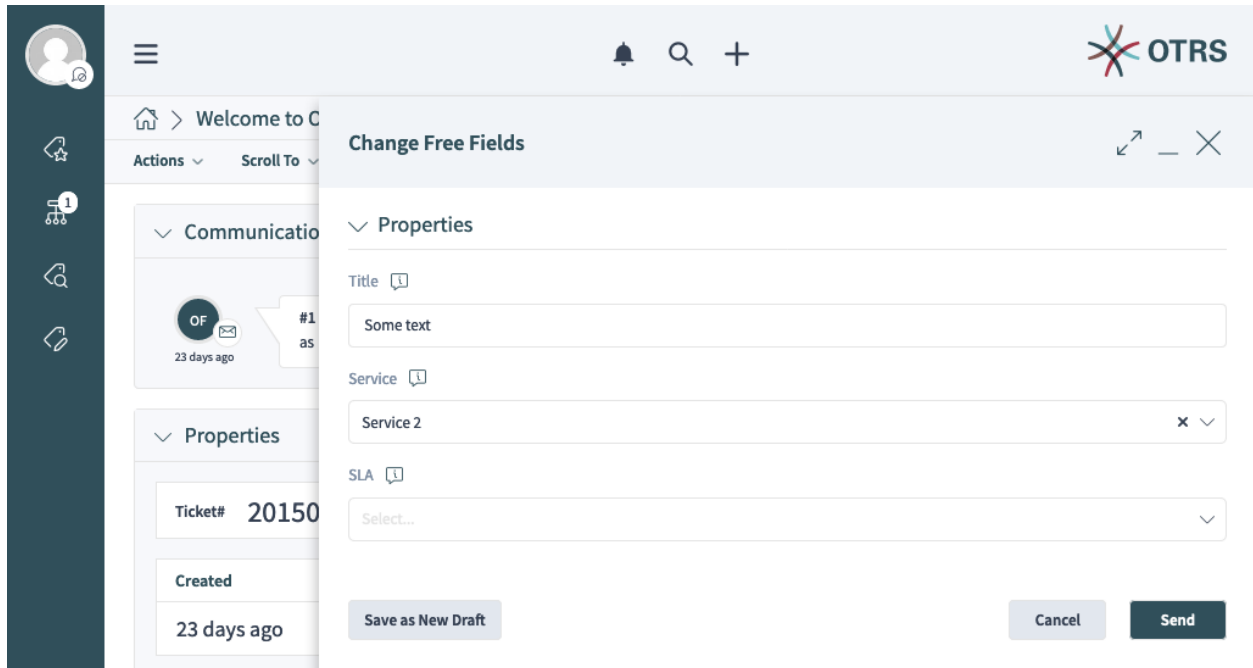 OTRS
Welcome to O
Actions
Scroll To
Change Free Fields
1
Communicatio
OF
23 days ago
#1
as
Properties
Ticket#
20150
Created
23 days ago
Properties
Title
Some text
Service
Service 2
SLA
Select...
Save as New Draft
Cancel
Send